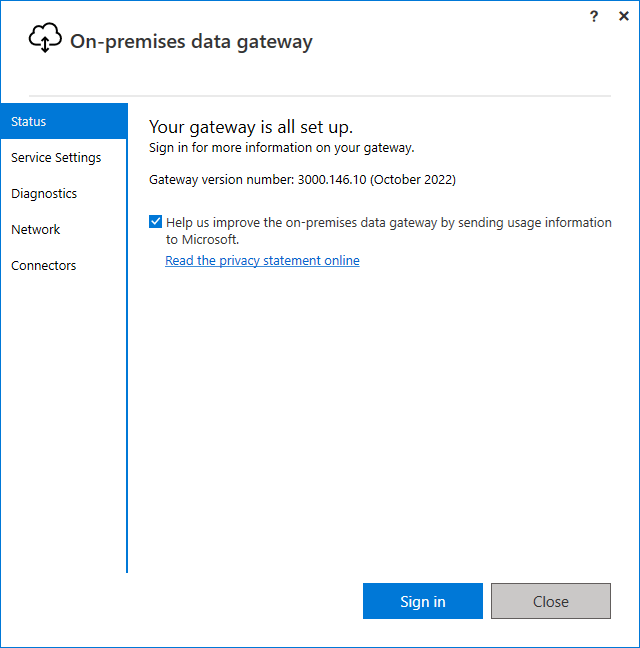 ? ✕
On-premises data gateway
Status
Service Settings
Diagnostics
Network
Connectors
Your gateway is all set up.
Sign in for more information on your gateway.
Gateway version number: 3000.146.10 (October 2022)
Help us improve the on-premises data gateway by sending usage information
to Microsoft.
Read the privacy statement online
Sign in
Close